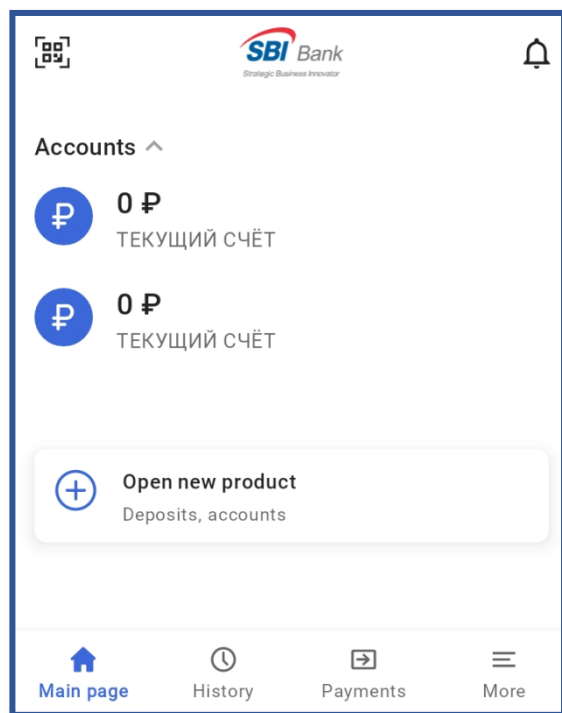 SBI Bank
Strategic Business Innovator
Accounts
0 ₽
ТЕКУЩИЙ СЧЁТ
0 ₽
ТЕКУЩИЙ СЧЁТ
Open new product
Deposits, accounts
Main page History Payments More